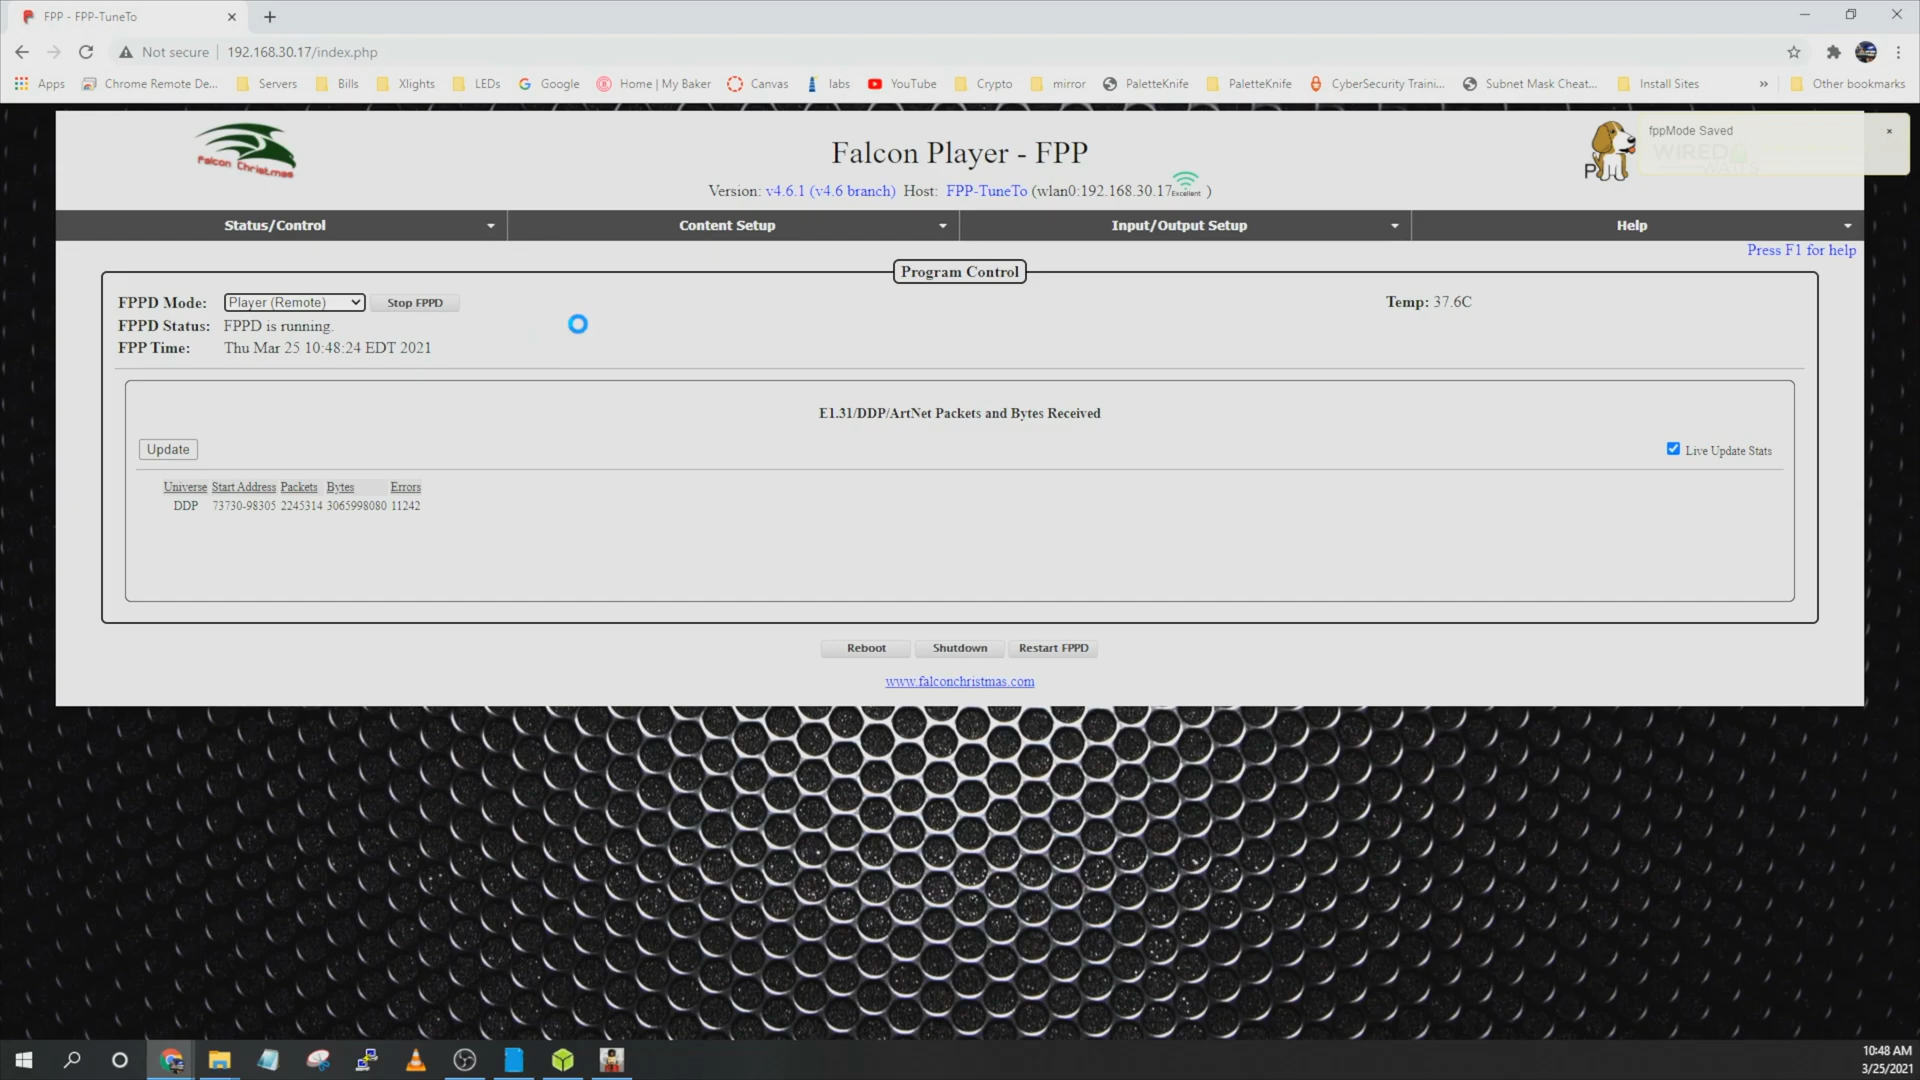 FPP - FPP-TuneTo
Not secure
192.168.30.17/index.php
Apps
Chrome Remote De...
Servers
Bills
Xlights
LEDs
Google
Home | My Baker
Canvas
labs
YouTube
Crypto
mirror
PaletteKnife
PaletteKnife
CyberSecurity Traini...
Subnet Mask Cheat...
Install Sites
»
Other bookmarks
Falcon Christmas
Falcon Player - FPP
fppMode Saved
WIRED
WATTS
Version: v4.6.1 (v4.6 branch) Host: FPP-TuneTo (wlan0:192.168.30.17 Excellent )
Status/Control
Content Setup
Input/Output Setup
Help
Press F1 for help
Program Control
FPPD Mode: Player (Remote) Stop FPPD
Temp: 37.6C
FPPD Status: FPPD is running.
FPP Time: Thu Mar 25 10:48:24 EDT 2021
E1.31/DDP/ArtNet Packets and Bytes Received
Update
Live Update Stats
Universe Start Address Packets Bytes Errors
DDP 73730-98305 2245314 3065998080 11242
Reboot
Shutdown
Restart FPPD
www.falconchristmas.com
10:48 AM
3/25/2021